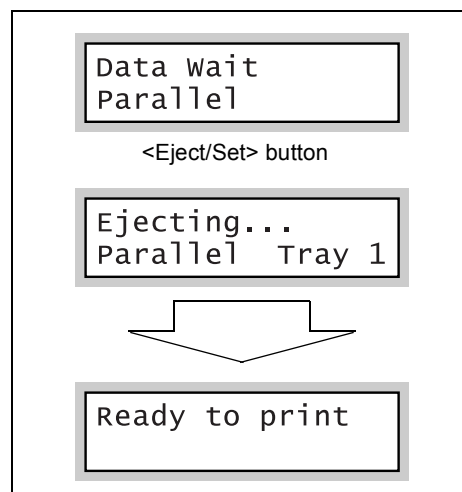 Data Wait
Parallel
<Eject/Set> button
Ejecting...
Parallel Tray 1
Ready to print